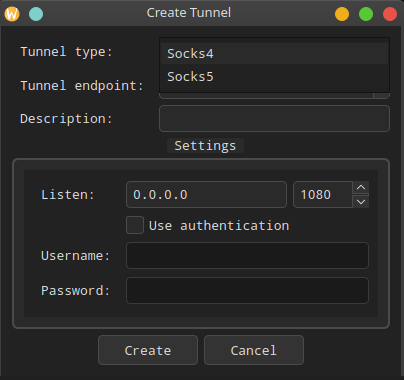 W
Create Tunnel
Tunnel type:
Socks4
Socks5
Tunnel endpoint:
Description:
Settings
Listen:
0.0.0.0
1080
Use authentication
Username:
Password:
Create
Cancel